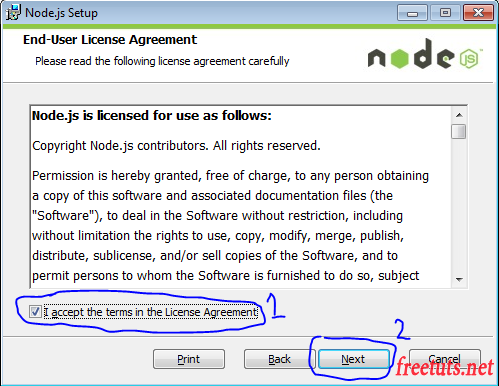 Node.js Setup
End-User License Agreement
Please read the following license agreement carefully
node JS
Node.js is licensed for use as follows:
Copyright Node.js contributors. All rights reserved.
Permission is hereby granted, free of charge, to any person obtaining
a copy of this software and associated documentation files (the
"Software"), to deal in the Software without restriction, including
without limitation the rights to use, copy, modify, merge, publish,
distribute, sublicense, and/or sell copies of the Software, and to
permit persons to whom the Software is furnished to do so, subject
I accept the terms in the License Agreement
1
2
Print
Back
Next
Cancel
freetuts.net